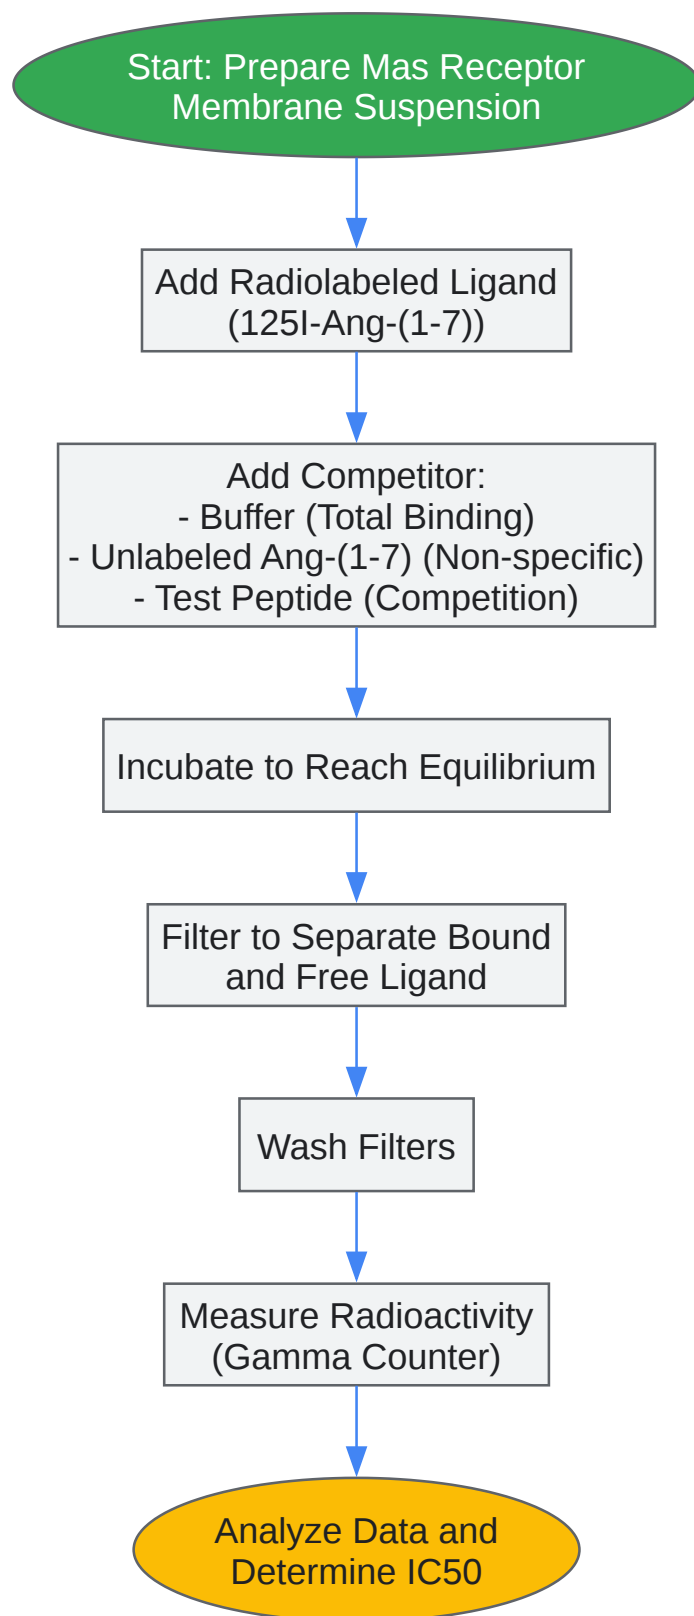 Start: Prepare Mas Receptor
Membrane Suspension
Add Radiolabeled Ligand
(125I-Ang-(1-7))
Add Competitor:
- Buffer (Total Binding)
- Unlabeled Ang-(1-7) (Non-specific)
- Test Peptide (Competition)
Incubate to Reach Equilibrium
Filter to Separate Bound
and Free Ligand
Wash Filters
Measure Radioactivity
(Gamma Counter)
Analyze Data and
Determine IC50